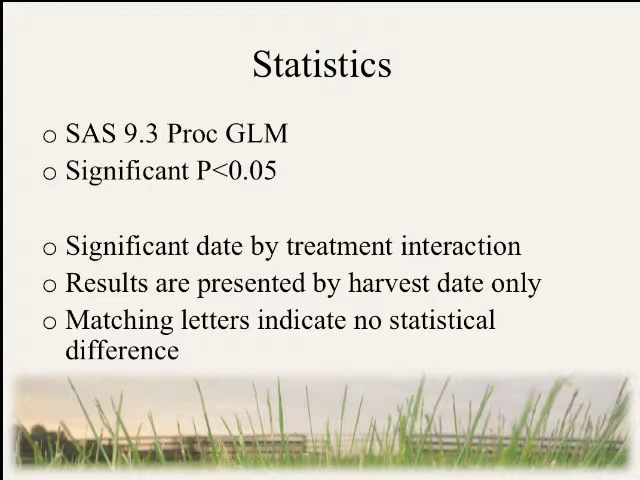 Statistics
o SAS 9.3 Proc GLM
o Significant P<0.05
o Significant date by treatment interaction
o Results are presented by harvest date only
o Matching letters indicate no statistical
difference